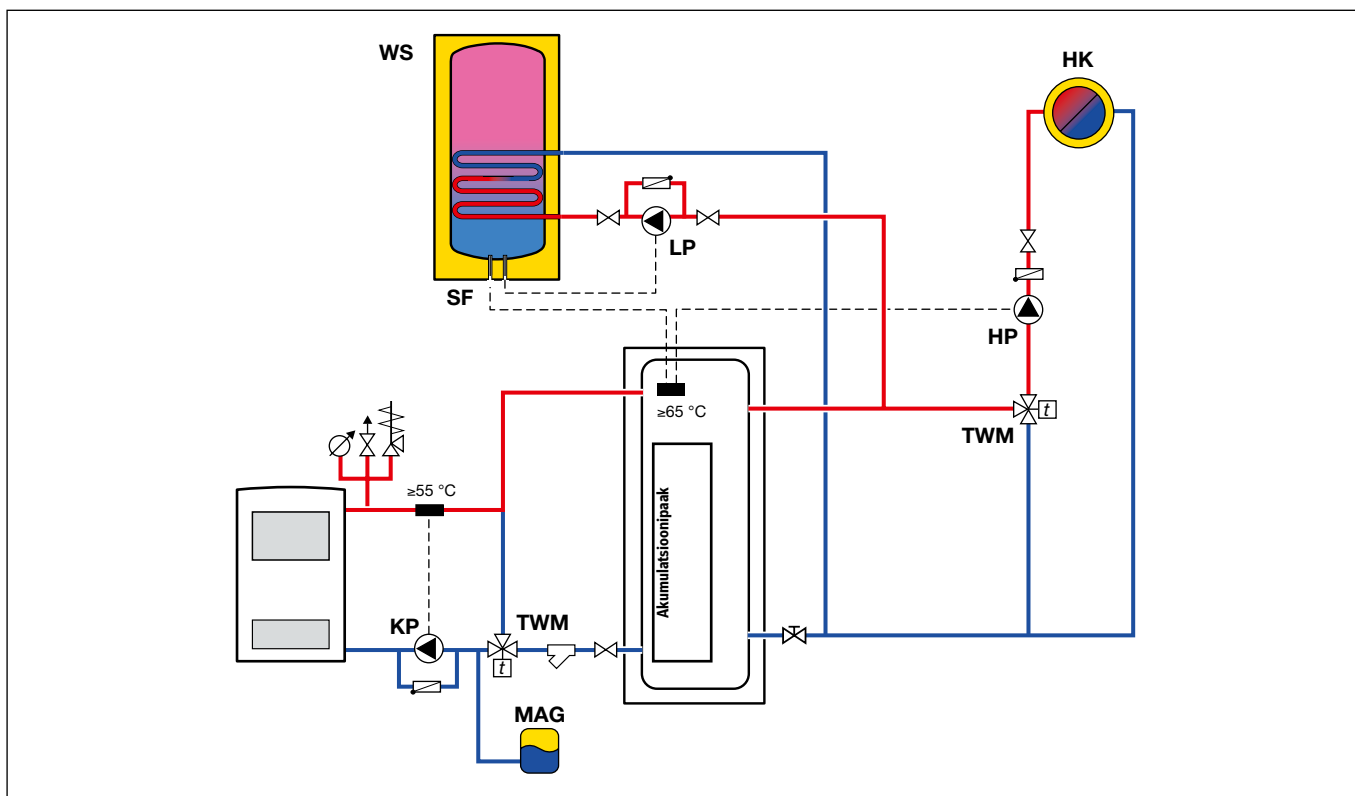 WS
HK
LP
SF
HP
≥65 °C
TWM
t
≥55 °C
Akumulatsioonipaak
KP
TWM
t
MAG